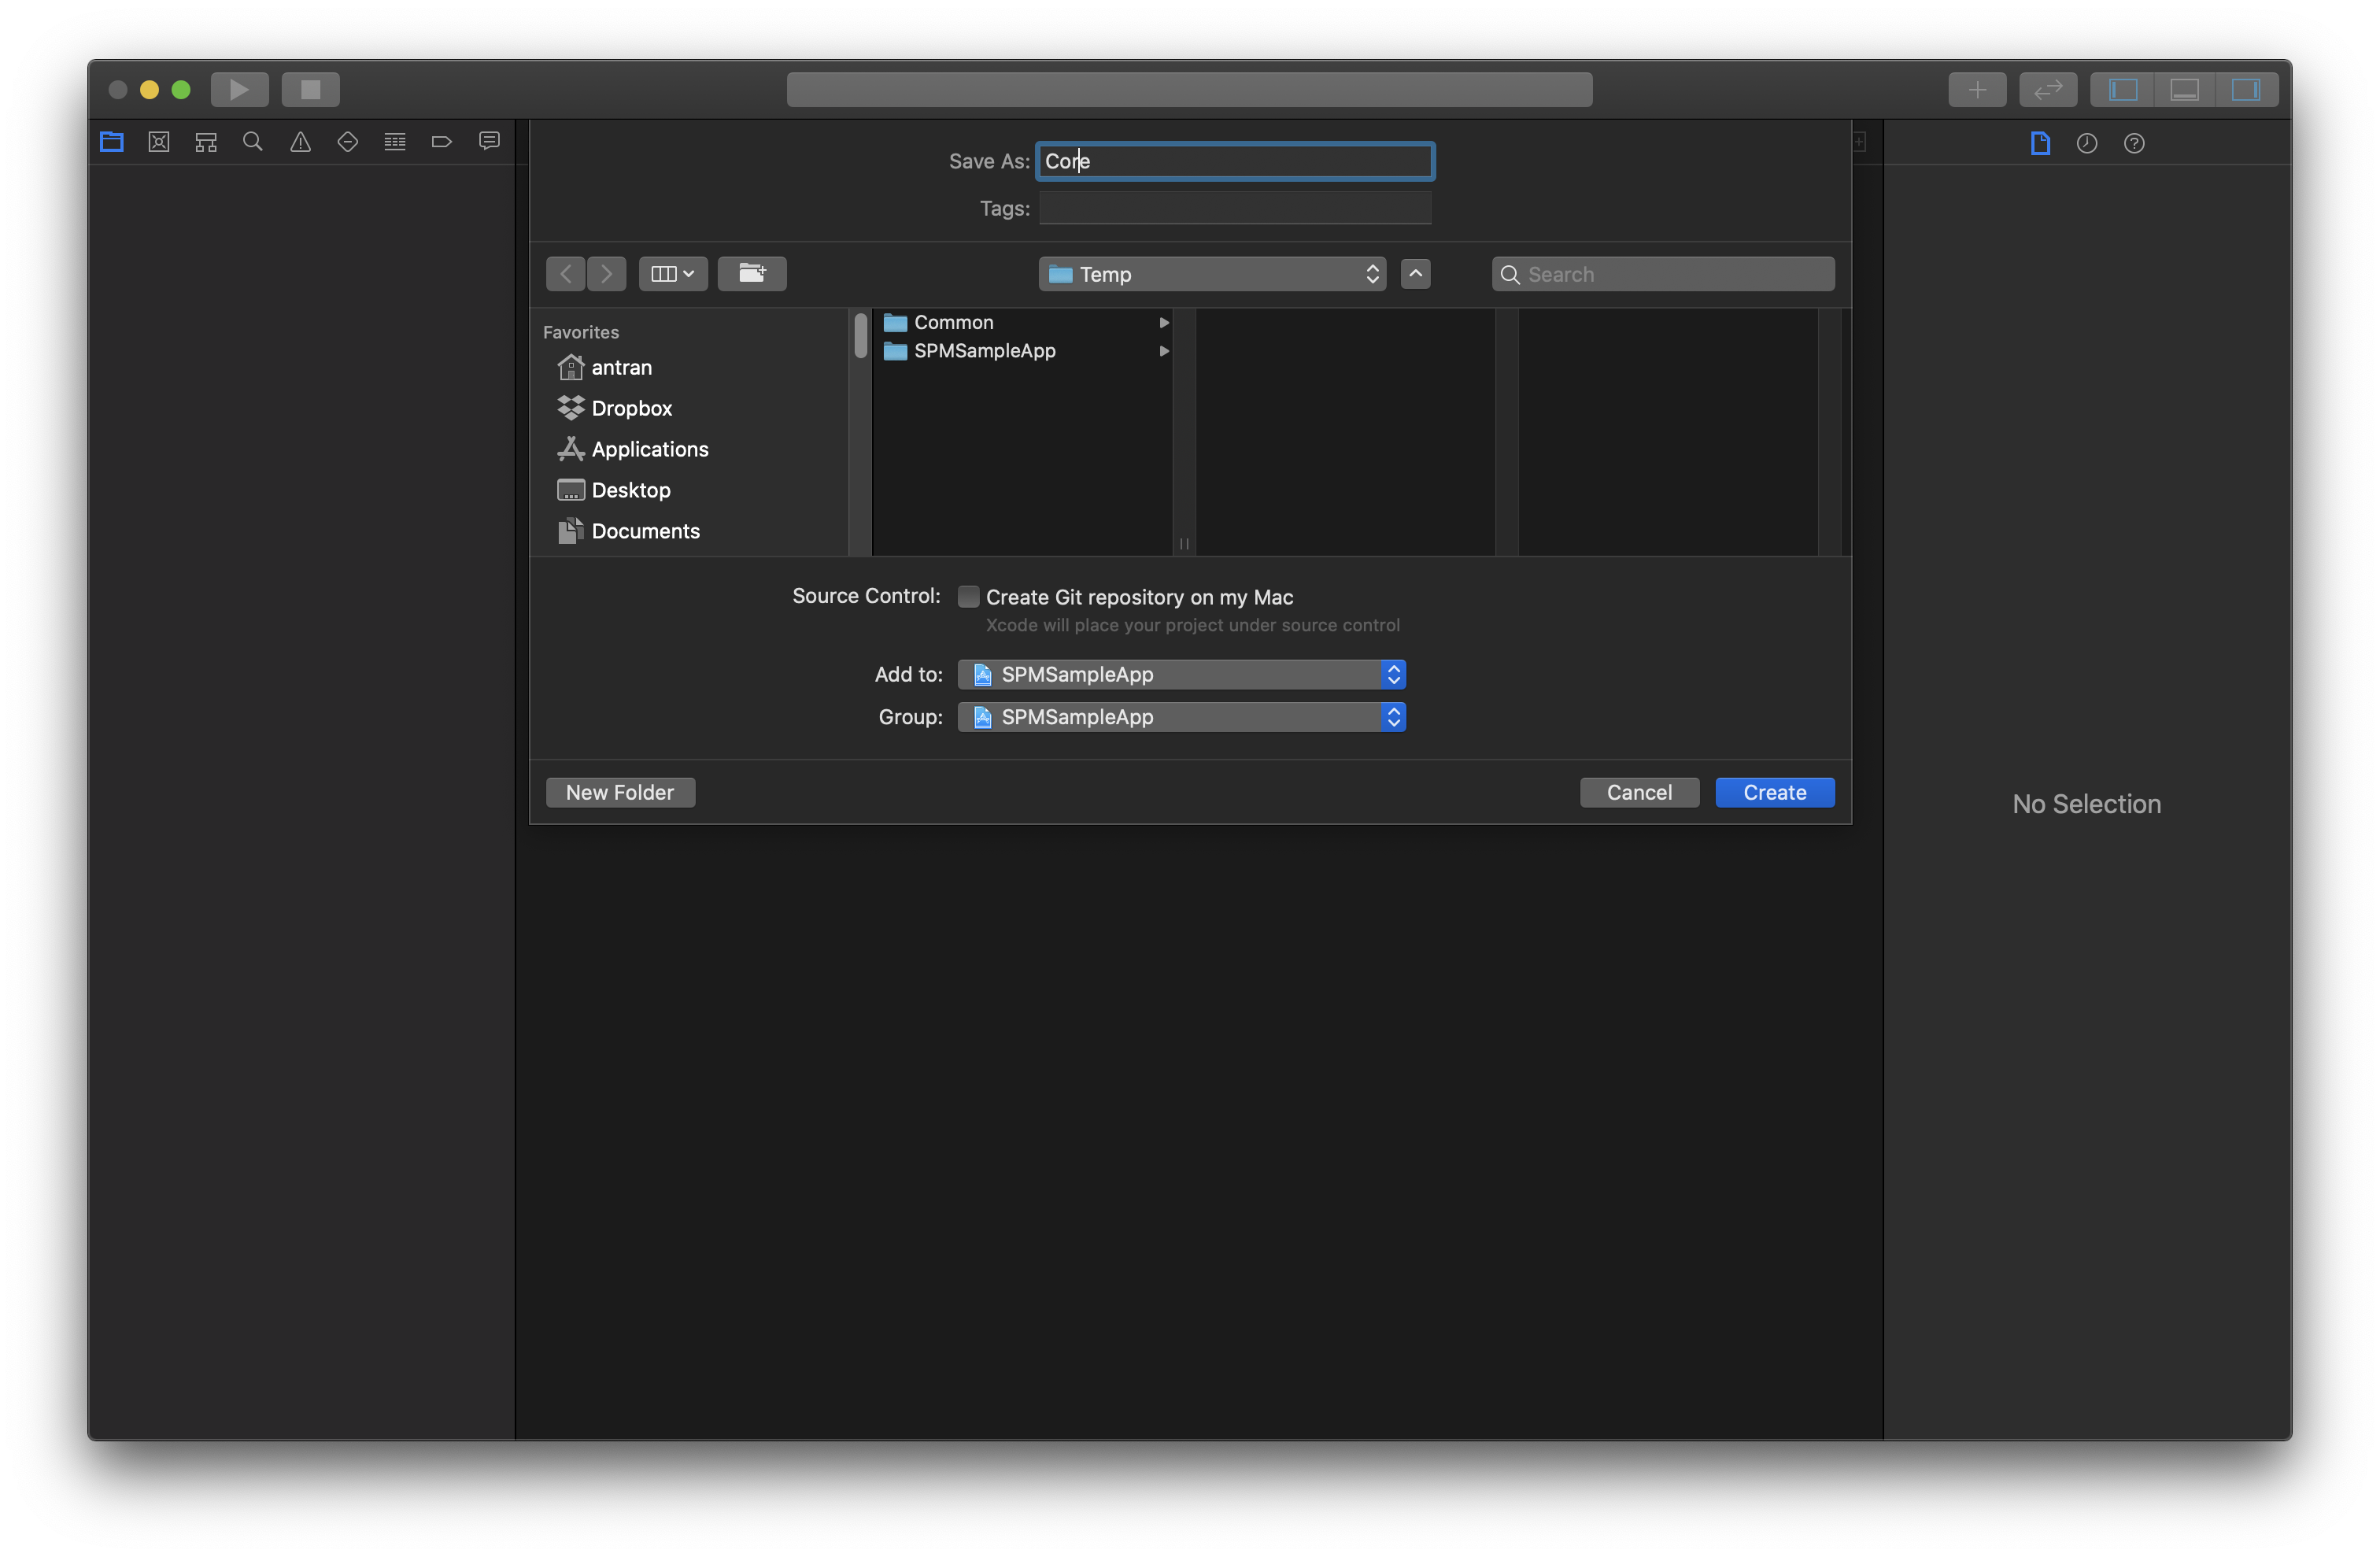 Save As: Core
Tags:
Temp
Search
Favorites
antran
Dropbox
Applications
Desktop
Documents
Common
SPMSampleApp
Source Control: Create Git repository on my Mac
Xcode will place your project under source control
Add to: SPMSampleApp
Group: SPMSampleApp
New Folder
Cancel
Create
No Selection